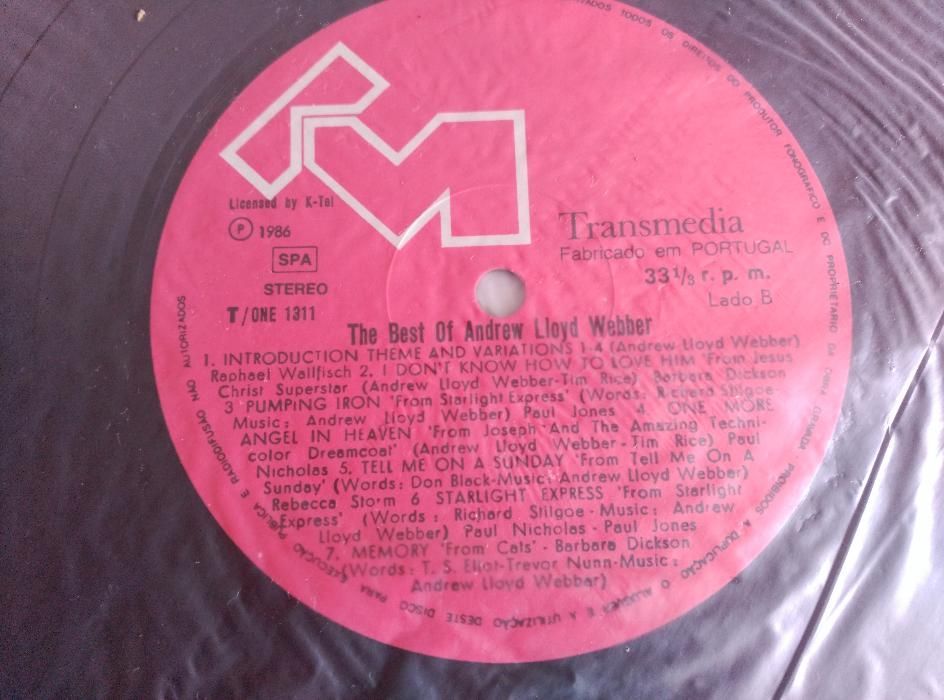 Licensed by K-Tel
Ⓟ 1986
SPA
STEREO
T/ONE 1311
Transmedia
Fabricado em PORTUGAL
33 1/3 r. p. m.
Lado B
The Best Of Andrew Lloyd Webber
1. INTRODUCTION THEME AND VARIATIONS 1-4 (Andrew Lloyd Webber)
Raphael Wallfisch 2. I DON'T KNOW HOW TO LOVE HIM 'From Jesus
Christ Superstar (Andrew Lloyd Webber-Tim Rice) Barbara Dickson
3 PUMPING IRON 'From Starlight Express' (Words: Richard Stilgoe-
Music: Andrew Lloyd Webber) Paul Jones 4. ONE MORE
ANGEL IN HEAVEN 'From Joseph And The Amazing Techni-
color Dreamcoat' (Andrew Lloyd Webber - Tim Rice) Paul
Nicholas 5. TELL ME ON A SUNDAY 'From Tell Me On A
Sunday' (Words: Don Black-Music: Andrew Lloyd Webber)
Rebecca Storm 6 STARLIGHT EXPRESS 'From Starlight
Express' (Words: Richard Stilgoe - Music: Andrew
Lloyd Webber) Paul Nicholas - Paul Jones
7. MEMORY 'From Cats' - Barbara Dickson
(Words: T. S. Eliot-Trevor Nunn-Music:
Andrew Lloyd Webber)
TODOS OS DIREITOS DO PRODUTOR FONOGRÁFICO E DO PROPRIETARIO DA OBRA GRAVADA PROIBIDOS A DUPLICAÇÃO O ALUGUER E A UTILIZAÇÃO DESTE DISCO PARA EXECUÇÃO PÚBLICA E RADIODIFUSÃO NÃO AUTORIZADOS